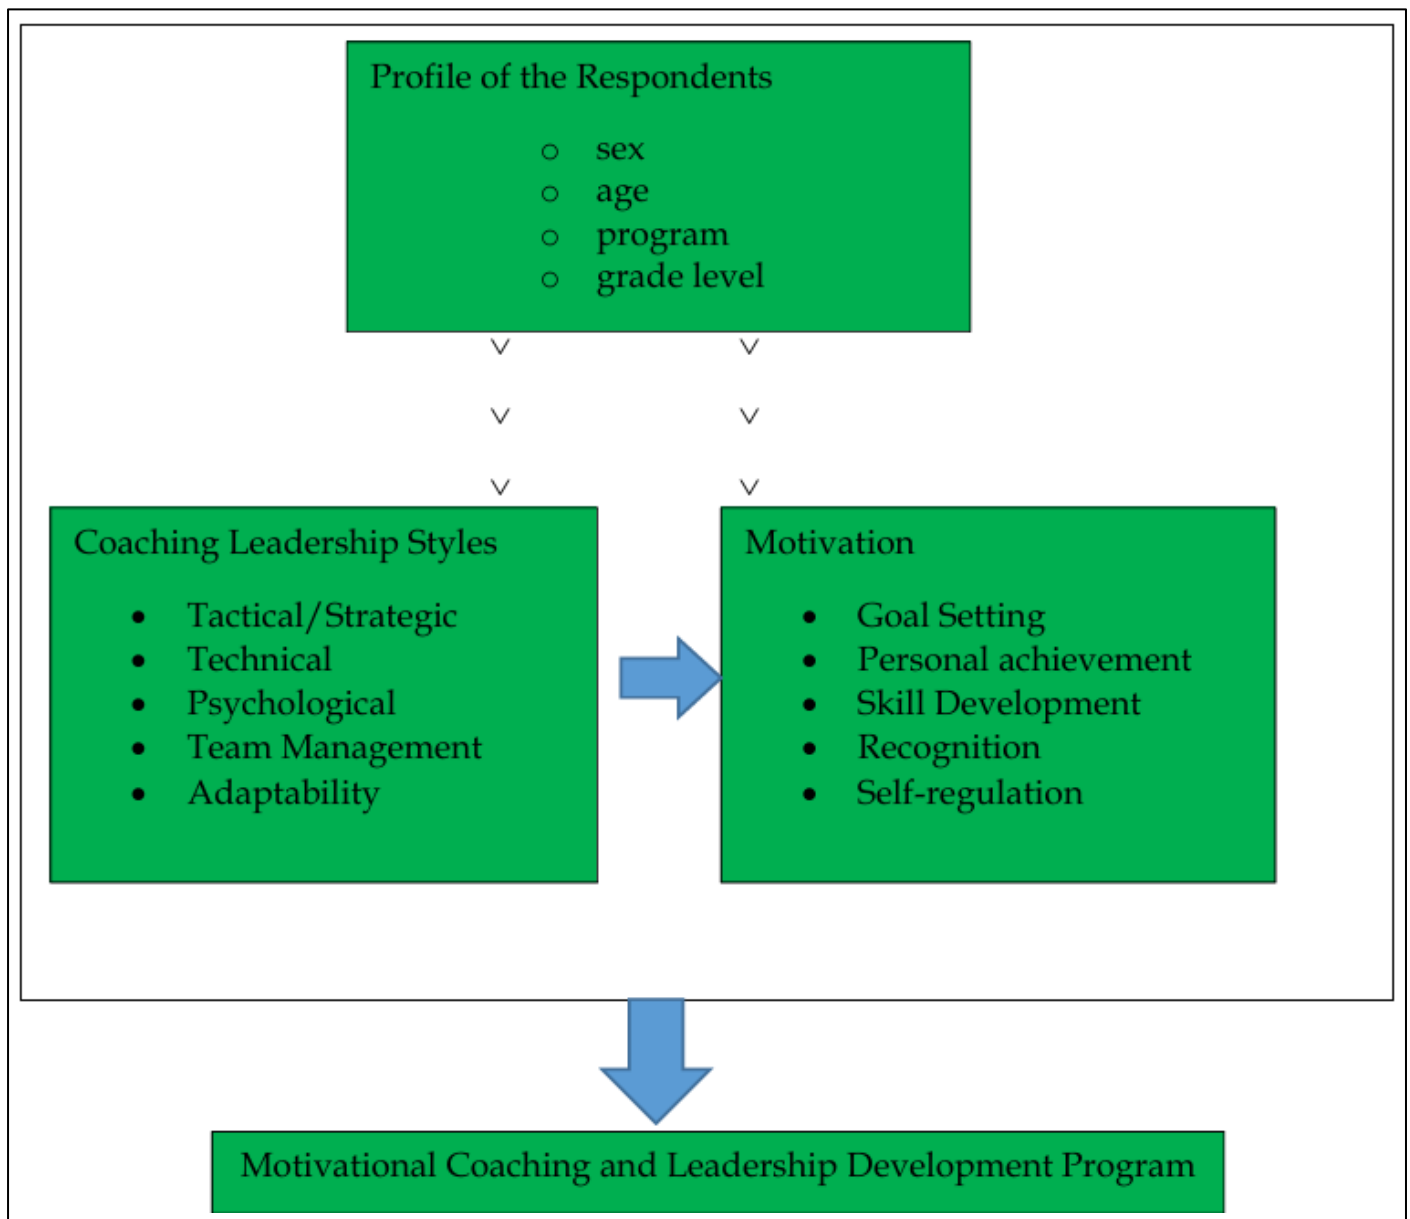 Profile of the Respondents
sex
age
program
grade level
Coaching Leadership Styles
Tactical/Strategic
Technical
Psychological
Team Management
Adaptability
Motivation
Goal Setting
Personal achievement
Skill Development
Recognition
Self-regulation
Motivational Coaching and Leadership Development Program